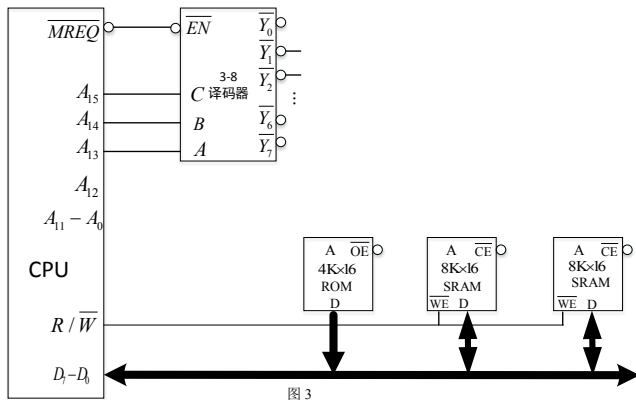 MREQ
EN
Y0
Y1
3-8
译码器
Y2
...
A15
C
A14
B
Y6
A13
A
Y7
A12
A11 - A0
CPU
A OE
4K×16
ROM
D
A CE
8K×16
SRAM
WE D
A CE
8K×16
SRAM
WE D
R / W
D7-D0
图 3